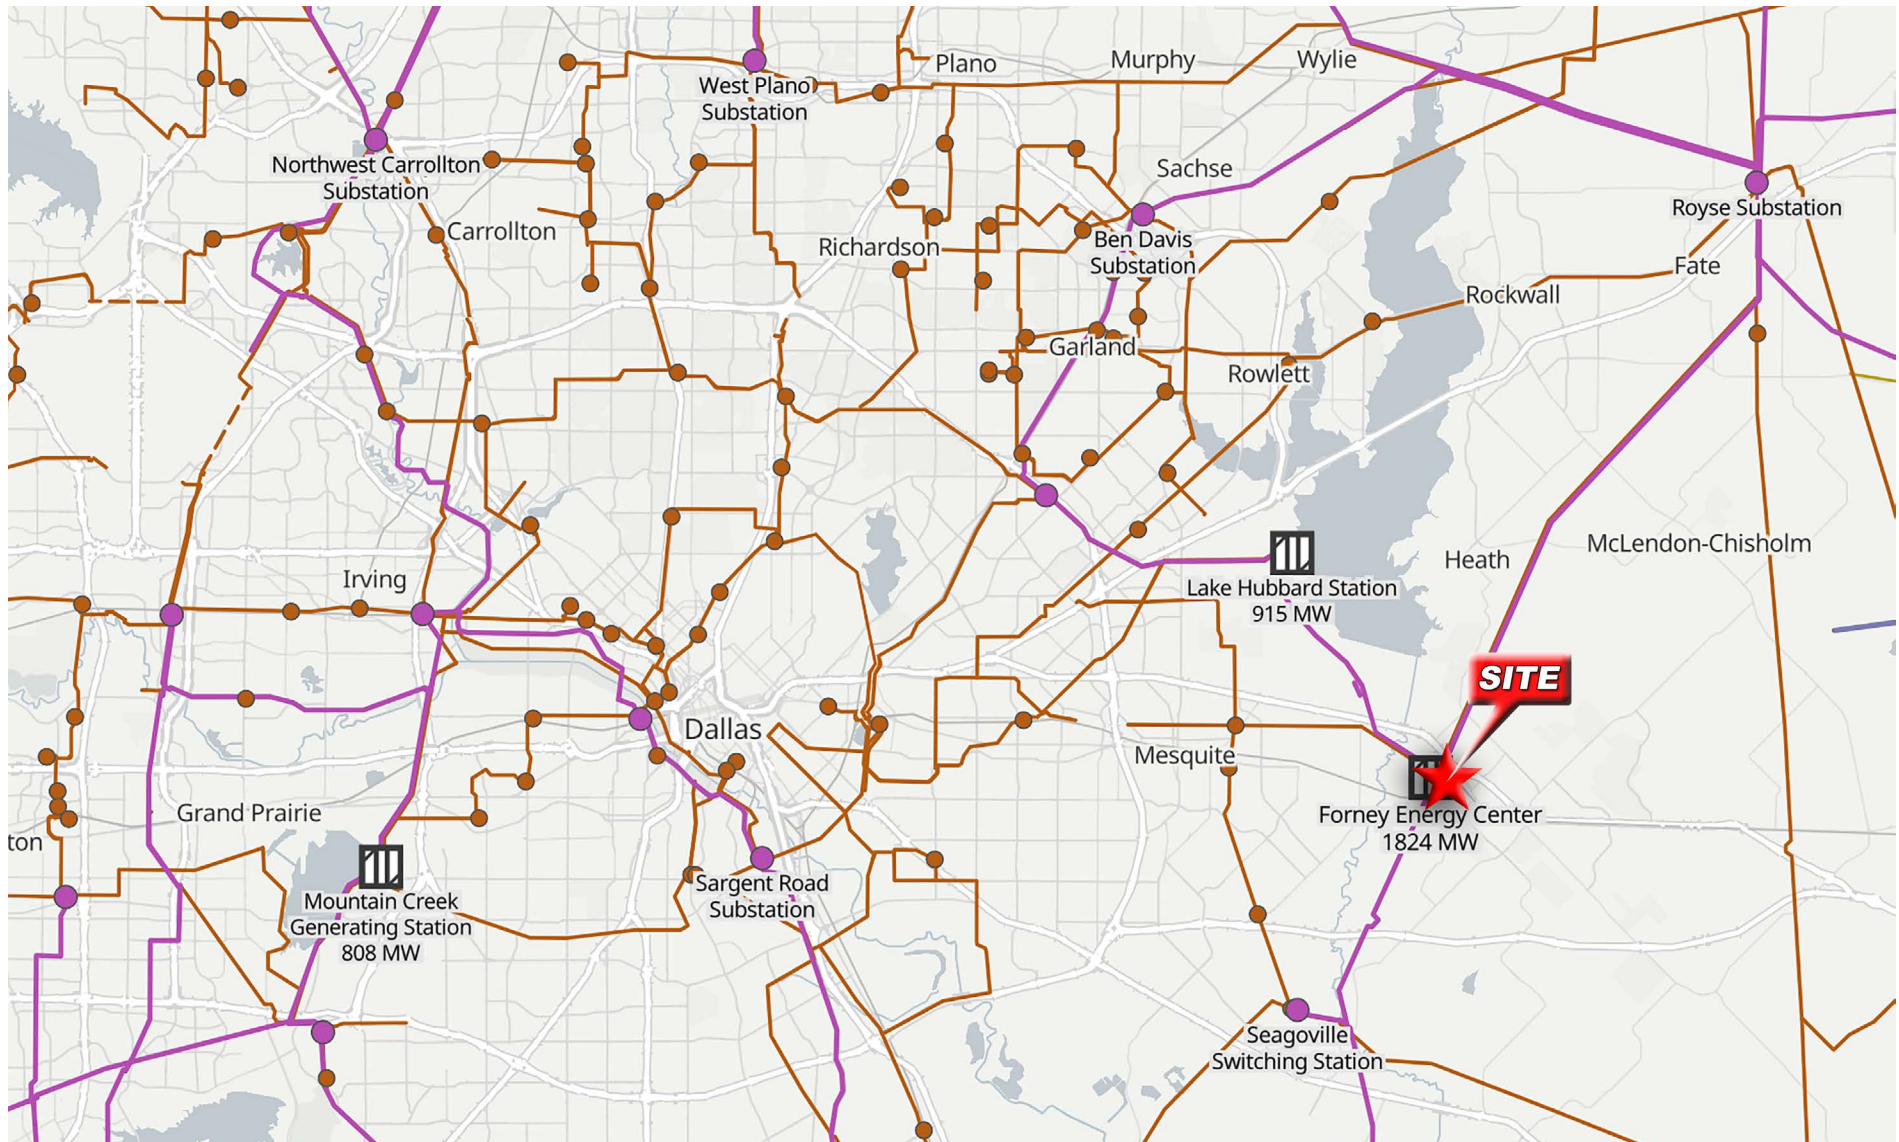 Plano
Murphy
Wylie
West Plano
Substation
Northwest Carrollton
Substation
Sachse
Royse Substation
Carrollton
Richardson
Ben Davis
Substation
Fate
Rockwall
Garland
Rowlett
McLendon-Chisholm
Heath
Irving
Lake Hubbard Station
915 MW
SITE
Dallas
Mesquite
Grand Prairie
Forney Energy Center
1824 MW
ton
Sargent Road
Substation
Mountain Creek
Generating Station
808 MW
Seagoville
Switching Station